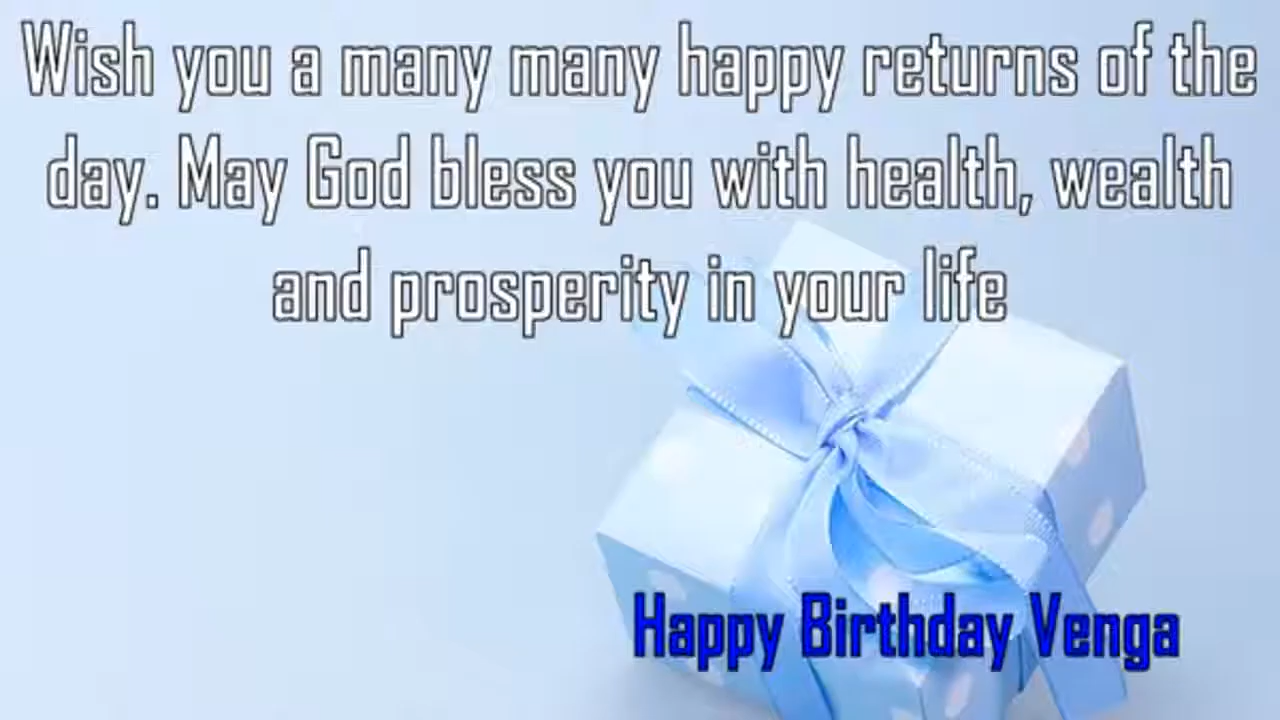 Wish you a many many happy returns of the
day. May God bless you with health, wealth
and prosperity in your life
Happy Birthday Venga